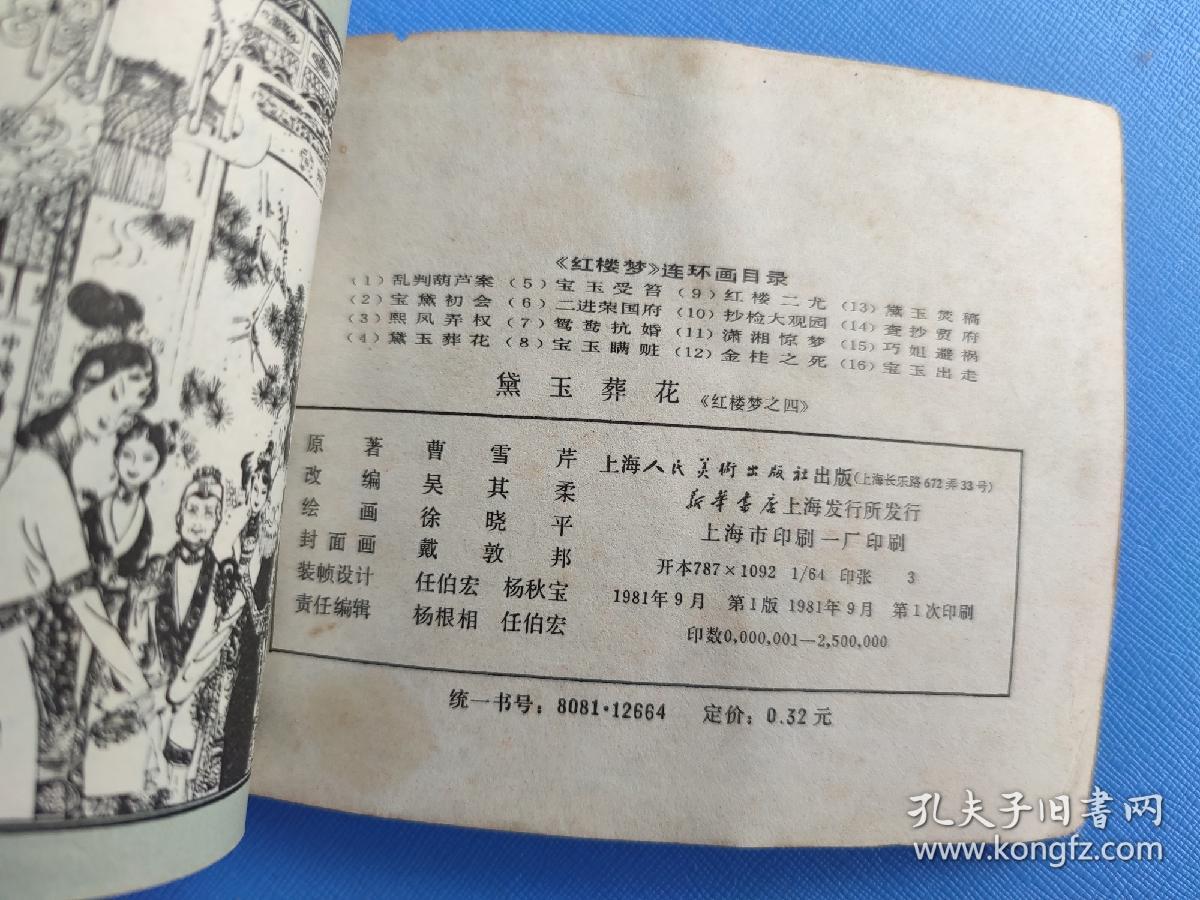 《红楼梦》连环画目录
（1）乱判葫芦案 （5）宝玉受笞 （9）红楼二尤 （13）黛玉焚稿
（2）宝黛初会 （6）二进荣国府 （10）抄检大观园 （14）查抄贾府
（3）熙凤弄权 （7）鸳鸯抗婚 （11）潇湘惊梦 （15）巧姐避祸
（4）黛玉葬花 （8）宝玉瞒赃 （12）金桂之死 （16）宝玉出走
黛玉葬花 《红楼梦之四》
原著 曹雪芹
改编 吴其柔
绘画 徐晓平
封面画 戴敦邦
装帧设计 任伯宏 杨秋宝
责任编辑 杨根相 任伯宏
上海人民美術出版社出版（上海长乐路672弄33号）
新华书店上海发行所发行
上海市印刷一厂印刷
开本787×1092 1/64 印张 3
1981年9月 第1版 1981年9月 第1次印刷
印数0,000,001—2,500,000
统一书号：8081·12664 定价：0.32元
孔夫子旧书网
www.kongfz.com